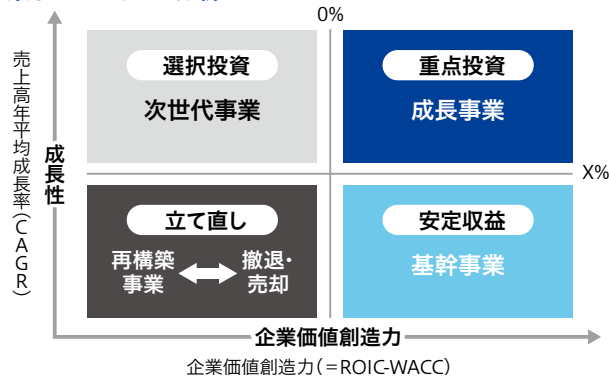 0%
選択投資
次世代事業
重点投資
成長事業
売上高年平均成長率(CAGR)
成長性
X%
立て直し
再構築
事業
撤退・
売却
安定収益
基幹事業
企業価値創造力
企業価値創造力(=ROIC-WACC)